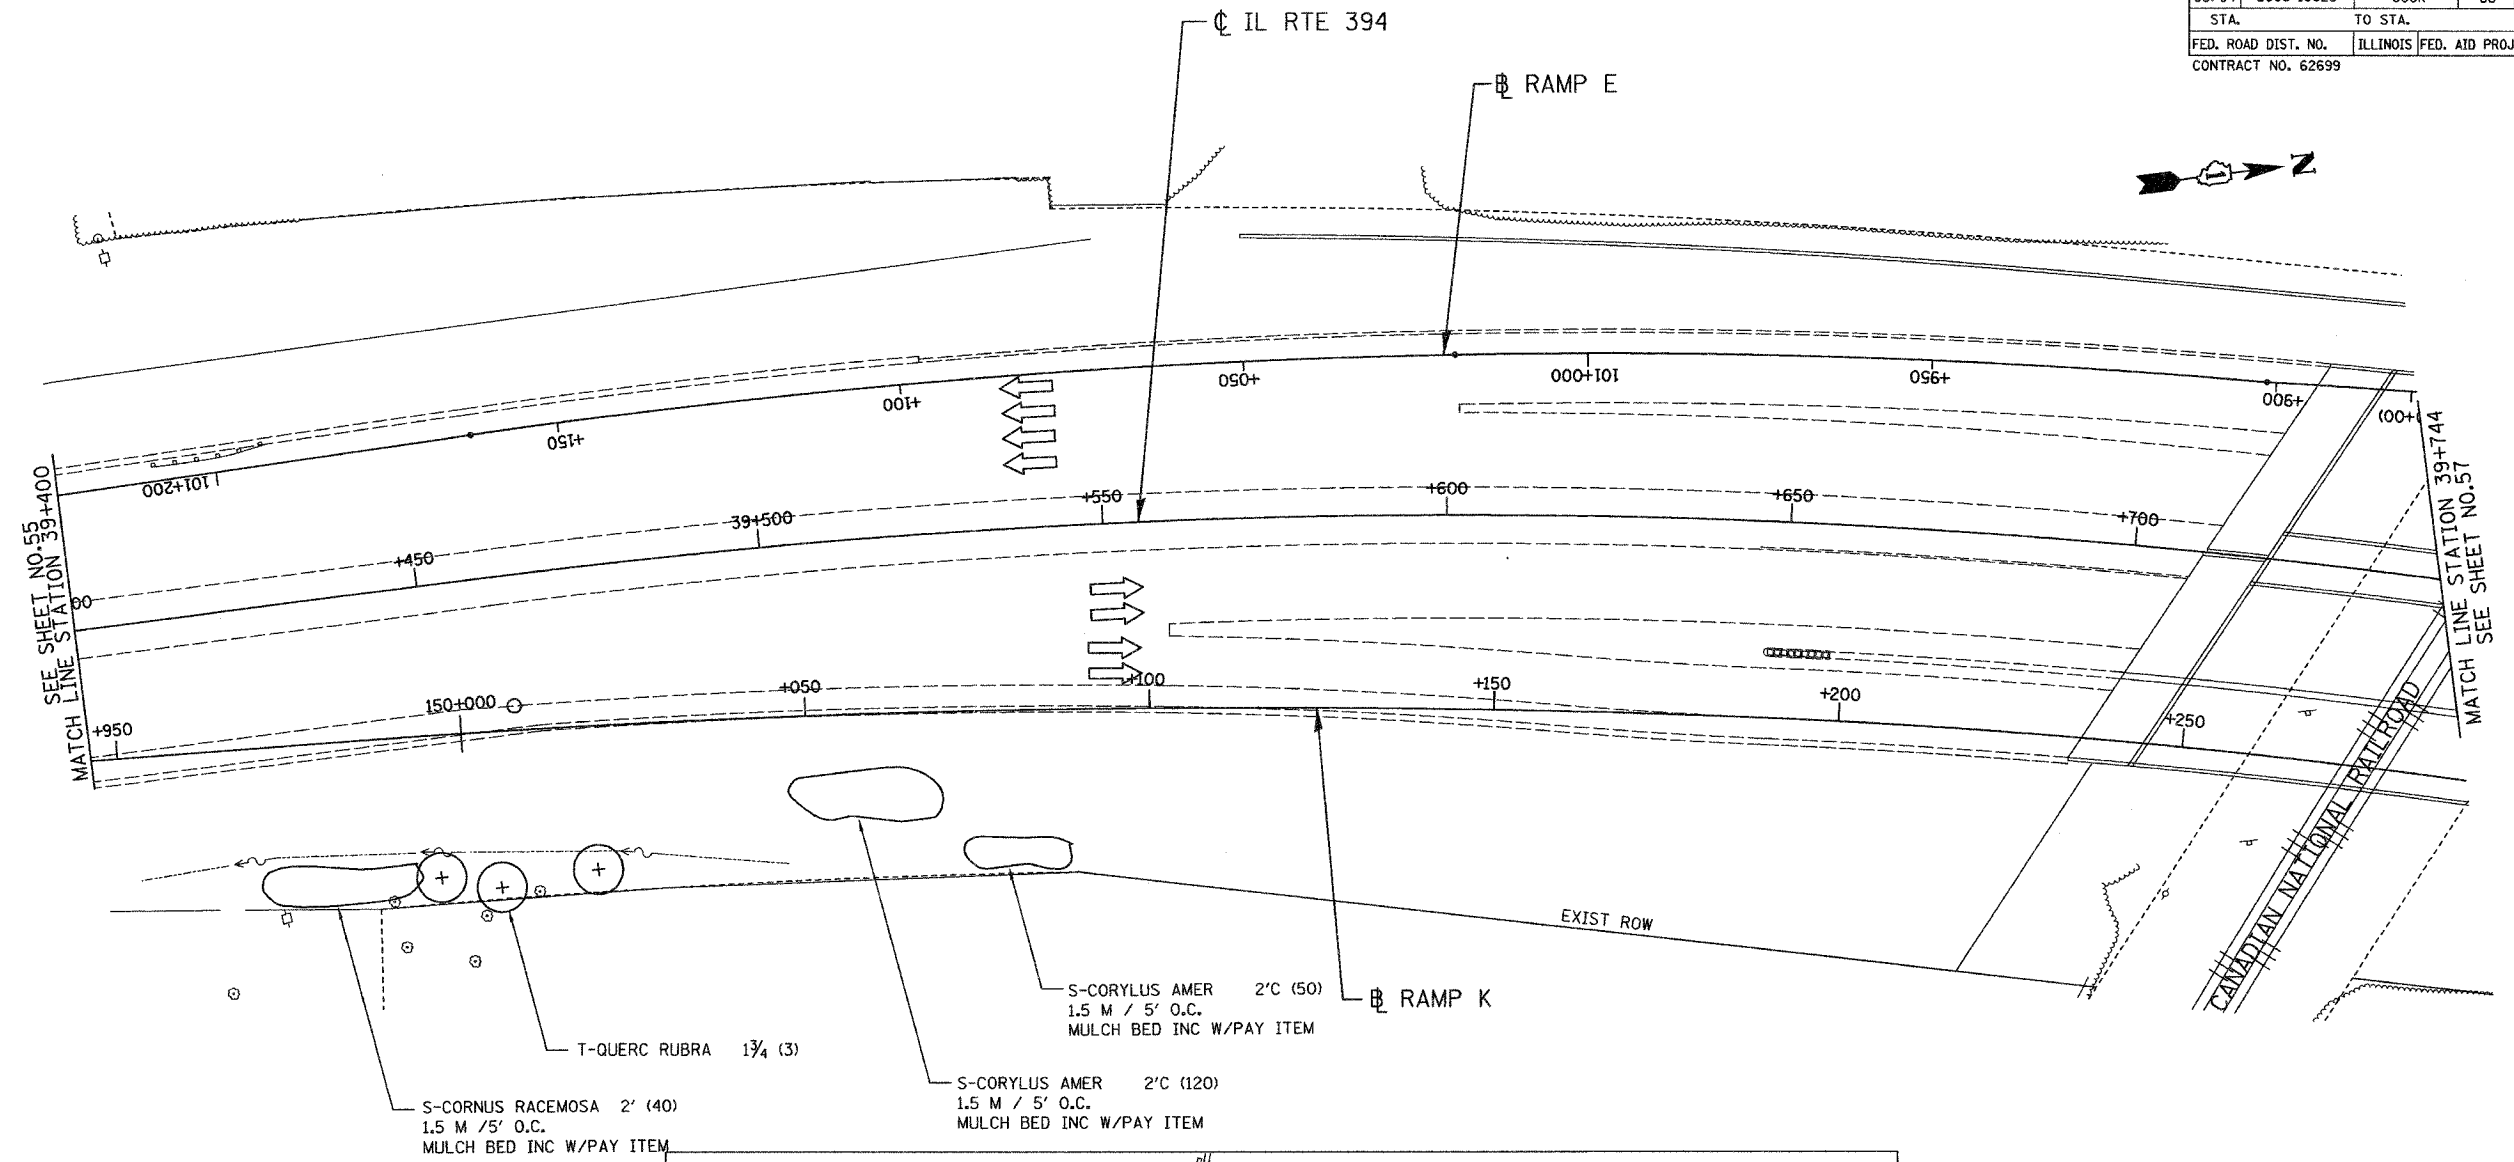 STA. TO STA.
FED. ROAD DIST. NO. ILLINOIS FED. AID PROJ
CONTRACT NO. 62699
℄ IL RTE 394
BL RAMP E
N
1
+050
101+000
+950
+900
+100
+150
101+200
SEE SHEET NO.55
MATCH LINE STATION 39+400
00
+450
39+500
+550
+600
+650
+700
MATCH LINE STATION 39+744
SEE SHEET NO.57
+950
150+000
+050
+100
+150
+200
+250
CANADIAN NATIONAL RAILROAD
EXIST ROW
S-CORYLUS AMER 2'C (50)
1.5 M / 5' O.C.
MULCH BED INC W/PAY ITEM
BL RAMP K
T-QUERC RUBRA 1¾ (3)
S-CORYLUS AMER 2'C (120)
1.5 M / 5' O.C.
MULCH BED INC W/PAY ITEM
S-CORNUS RACEMOSA 2' (40)
1.5 M /5' O.C.
MULCH BED INC W/PAY ITEM